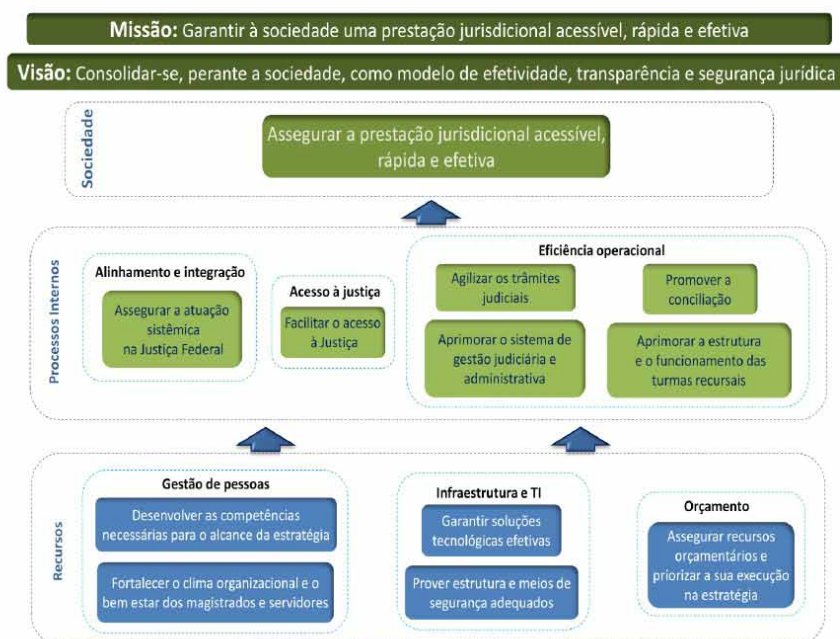 Missão: Garantir à sociedade uma prestação jurisdicional acessível, rápida e efetiva
Visão: Consolidar-se, perante a sociedade, como modelo de efetividade, transparência e segurança jurídica
Sociedade
Assegurar a prestação jurisdicional acessível,
rápida e efetiva
Processos Internos
Alinhamento e integração
Assegurar a atuação
sistêmica
na Justiça Federal
Acesso à justiça
Facilitar o acesso
à Justiça
Eficiência operacional
Agilizar os trâmites
judiciais
Promover a
conciliação
Aprimorar o sistema de
gestão judiciária e
administrativa
Aprimorar a estrutura
e o funcionamento das
turmas recursais
Recursos
Gestão de pessoas
Desenvolver as competências
necessárias para o alcance da estratégia
Fortalecer o clima organizacional e o
bem estar dos magistrados e servidores
Infraestrutura e TI
Garantir soluções
tecnológicas efetivas
Prover estrutura e meios de
segurança adequados
Orçamento
Assegurar recursos
orçamentários e
priorizar a sua execução
na estratégia